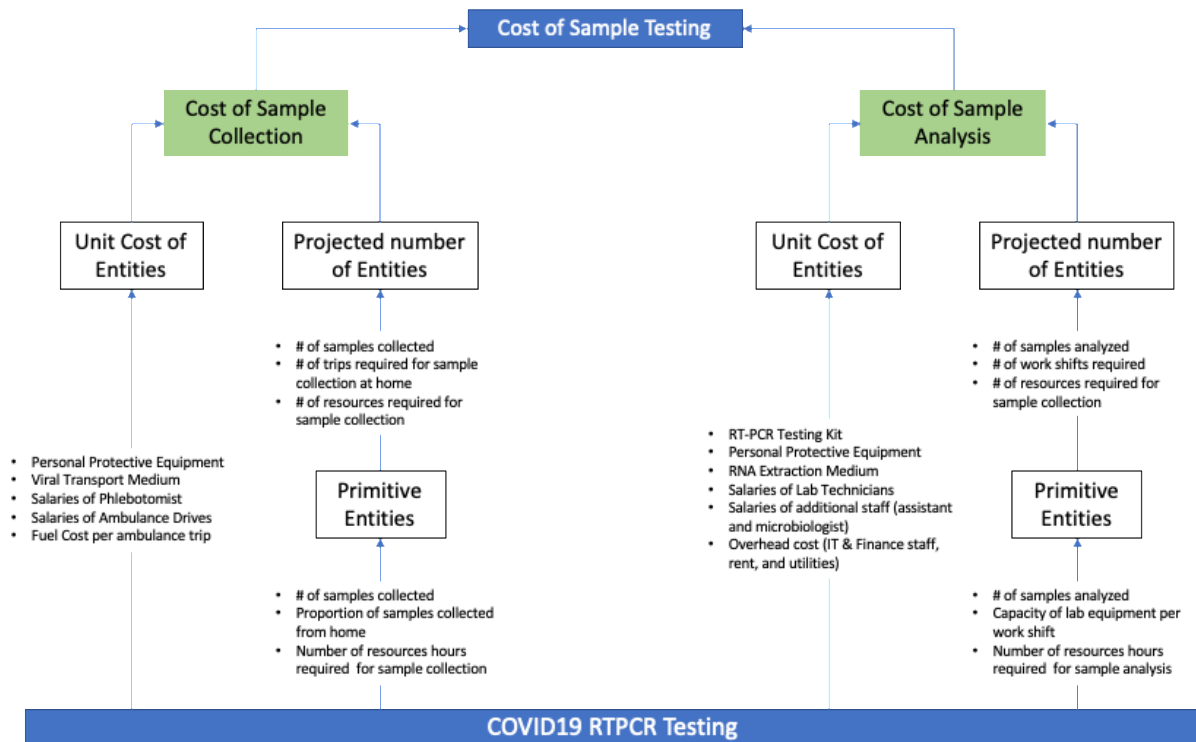 Cost of Sample Testing
Cost of Sample
Collection
Cost of Sample
Analysis
Unit Cost of
Entities
Projected number
of Entities
Unit Cost of
Entities
Projected number
of Entities
• # of samples collected
• # of trips required for sample
collection at home
• # of resources required for
sample collection
• # of samples analyzed
• # of work shifts required
• # of resources required for
sample collection
• Personal Protective Equipment
• Viral Transport Medium
• Salaries of Phlebotomist
• Salaries of Ambulance Drives
• Fuel Cost per ambulance trip
Primitive
Entities
• RT-PCR Testing Kit
• Personal Protective Equipment
• RNA Extraction Medium
• Salaries of Lab Technicians
• Salaries of additional staff (assistant
and microbiologist)
• Overhead cost (IT & Finance staff,
rent, and utilities)
Primitive
Entities
• # of samples collected
• Proportion of samples collected
from home
• Number of resources hours
required for sample collection
• # of samples analyzed
• Capacity of lab equipment per
work shift
• Number of resources hours
required for sample analysis
COVID19 RTPCR Testing